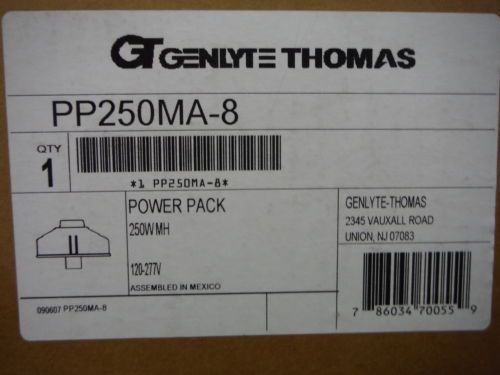 GT GENLYTE THOMAS
PP250MA-8
QTY
1
*1 PP250MA-8*
POWER PACK
250W MH
120-277V
ASSEMBLED IN MEXICO
GENLYTE-THOMAS
2345 VAUXALL ROAD
UNION, NJ 07083
7 86034 70055 9
090607 PP250MA-8